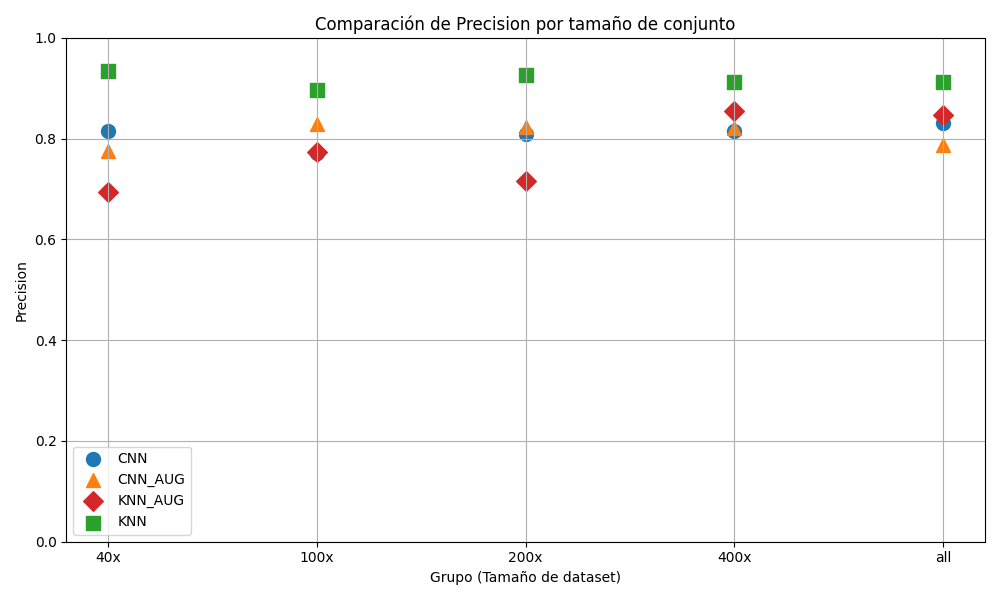 Comparación de Precision por tamaño de conjunto
Precision
1.0
0.8
0.6
0.4
0.2
0.0
CNN
CNN_AUG
KNN_AUG
KNN
40x
100x
200x
400x
all
Grupo (Tamaño de dataset)